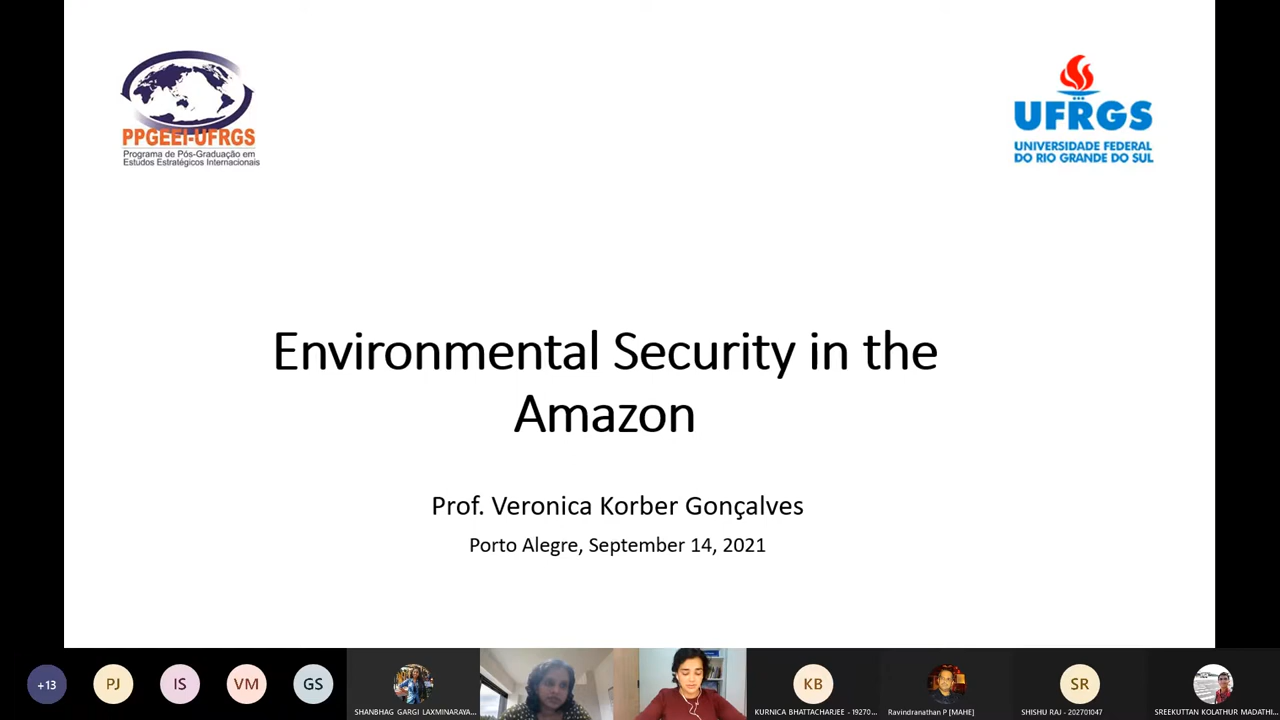 PPGEEI-UFRGS
Programa de Pós-Graduação em
Estudos Estratégicos Internacionais
UFRGS
UNIVERSIDADE FEDERAL
DO RIO GRANDE DO SUL
Environmental Security in the
Amazon
Prof. Veronica Korber Gonçalves
Porto Alegre, September 14, 2021
+13
PJ
IS
VM
GS
SHANBHAG GARGI LAXMINARAYA...
KB
KURNICA BHATTACHARJEE - 19270...
Ravindranathan P [MAHE]
SR
SHISHU RAJ - 202701047
SREEKUTTAN KOLATHUR MADATHI...